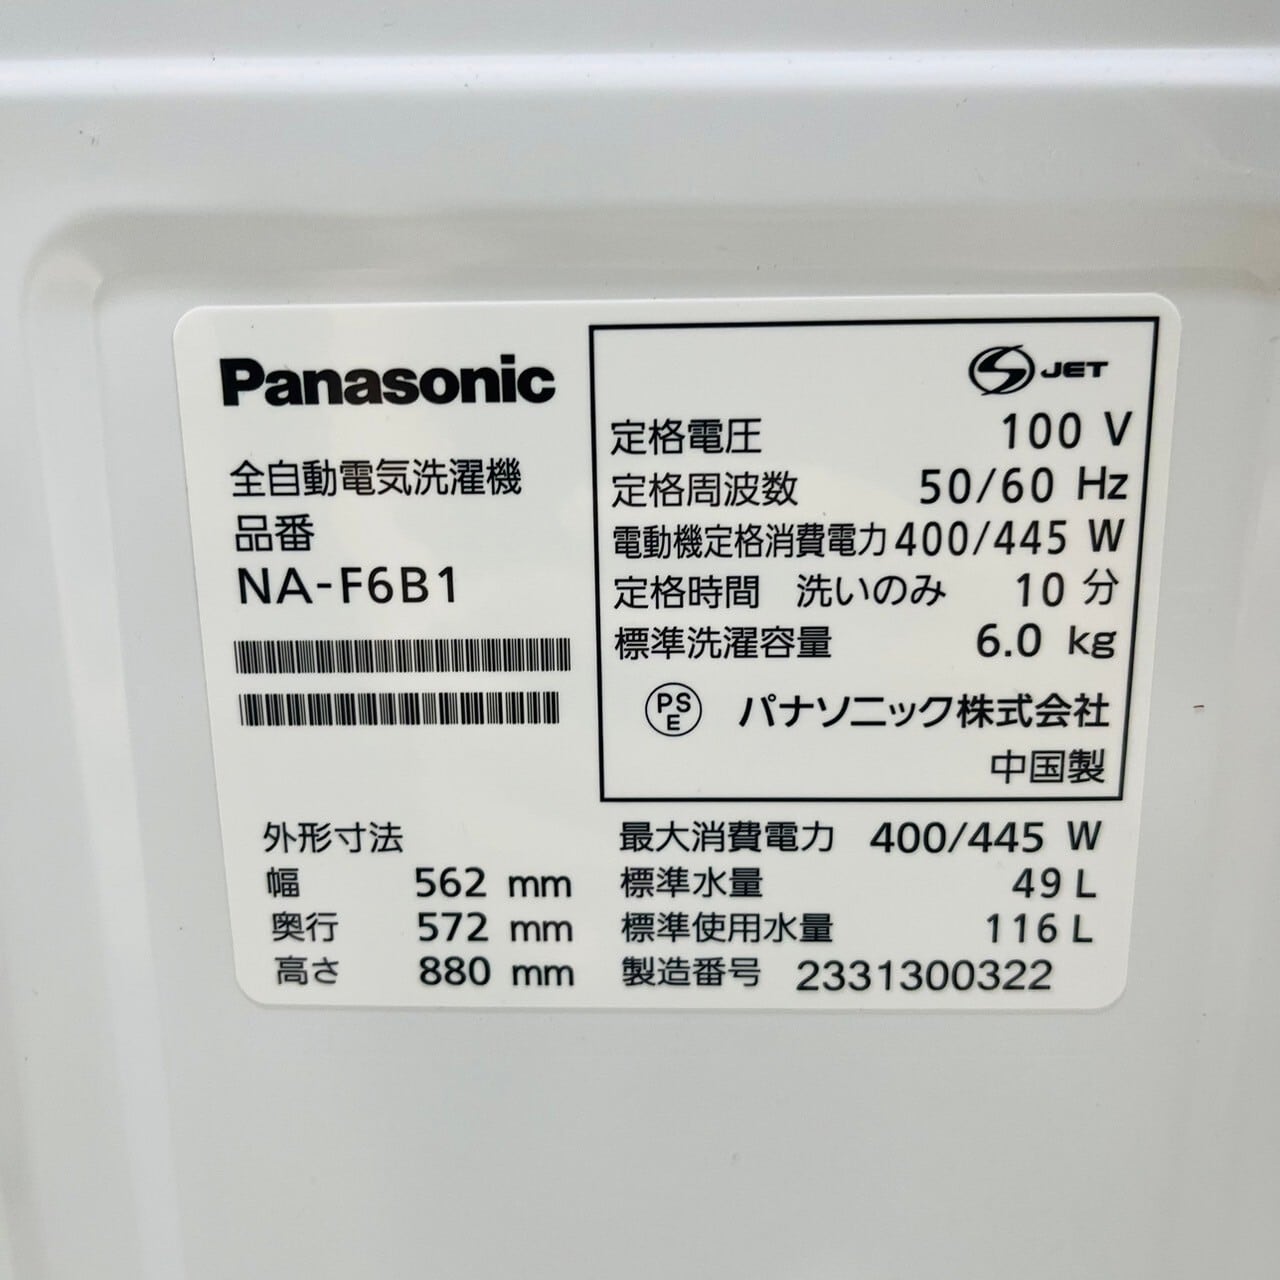 Panasonic
全自動電気洗濯機
品番
NA-F6B1
外形寸法
幅 562 mm
奥行 572 mm
高さ 880 mm
S JET
定格電圧 100 V
定格周波数 50/60 Hz
電動機定格消費電力 400/445 W
定格時間 洗いのみ 10 分
標準洗濯容量 6.0 kg
PSE パナソニック株式会社
中国製
最大消費電力 400/445 W
標準水量 49 L
標準使用水量 116 L
製造番号 2331300322